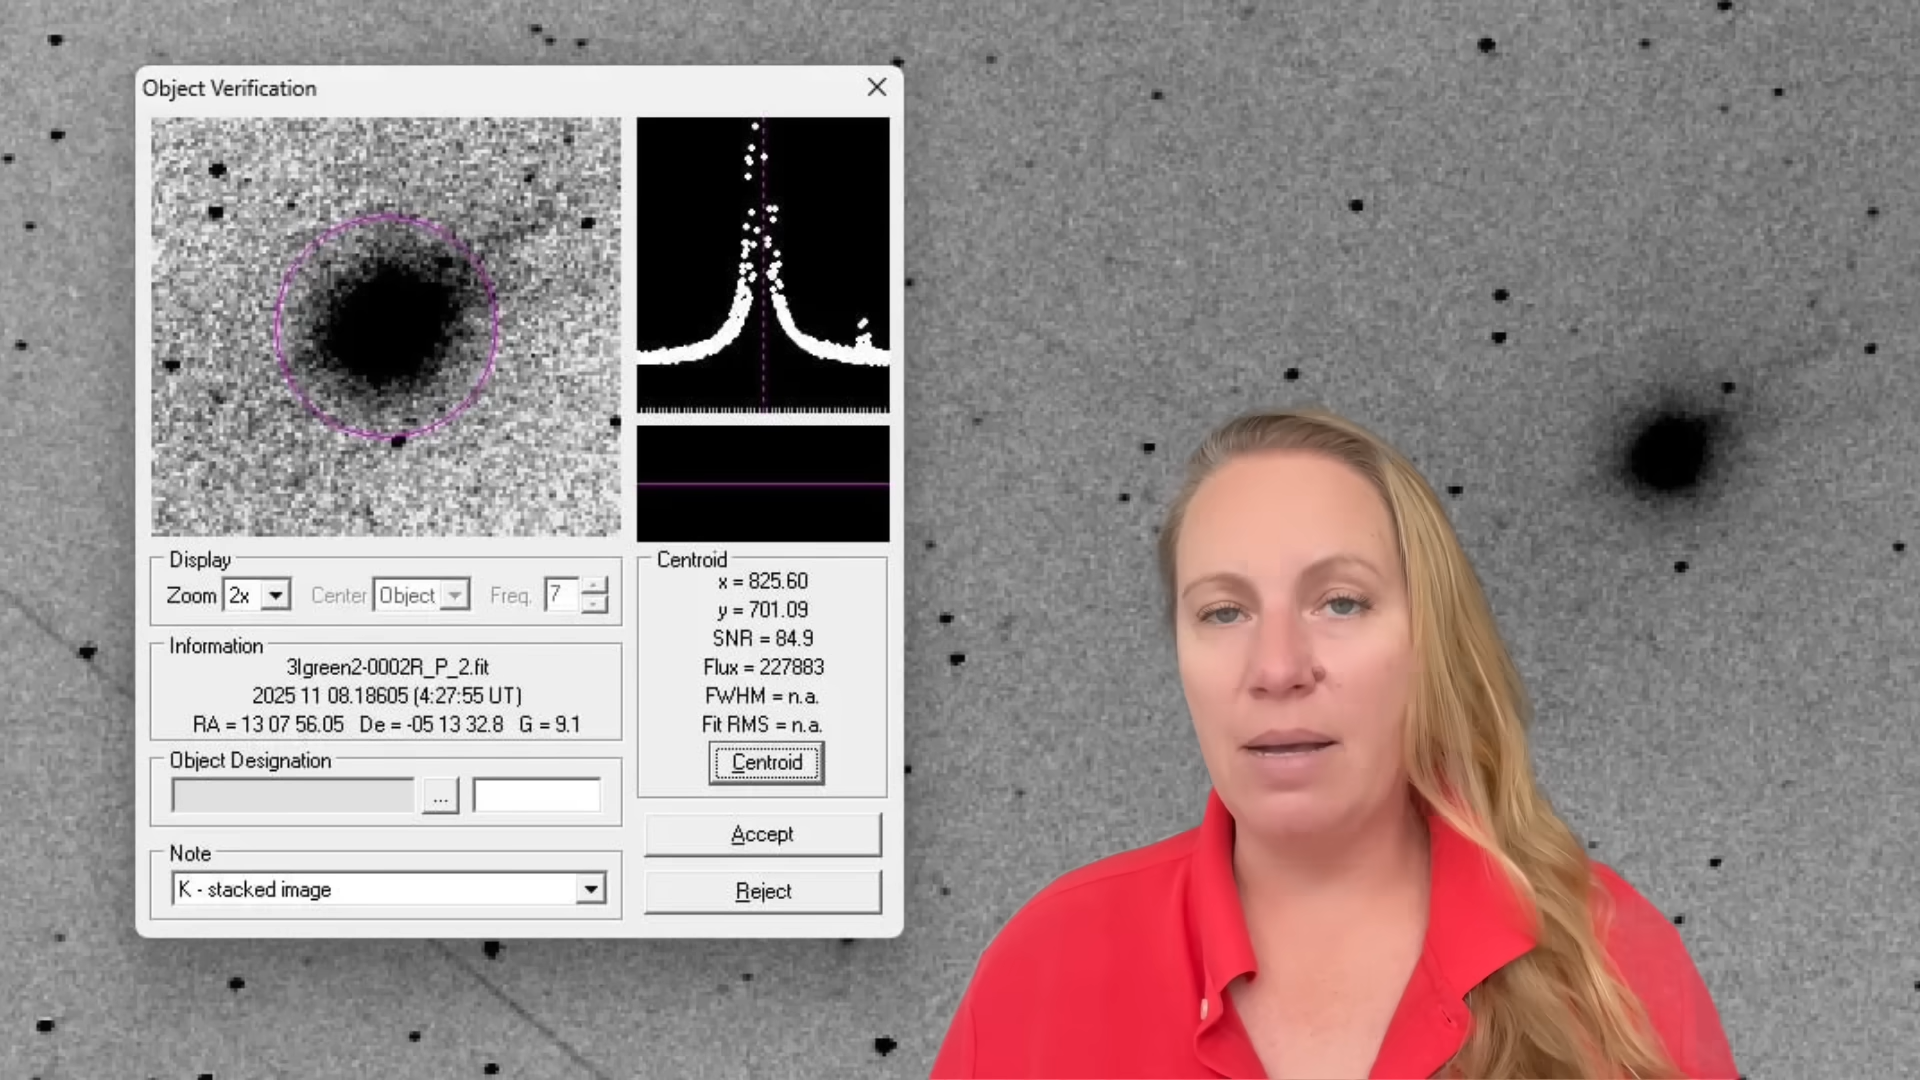 Object Verification
Display
Zoom 2x Center Object Freq. 7
Information
3Igreen2-0002R_P_2.fit
2025 11 08.18605 (4:27:55 UT)
RA = 13 07 56.05 De = -05 13 32.8 G = 9.1
Object Designation
...
Note
K - stacked image
Centroid
x = 825.60
y = 701.09
SNR = 84.9
Flux = 227883
FWHM = n.a.
Fit RMS = n.a.
Centroid
Accept
Reject